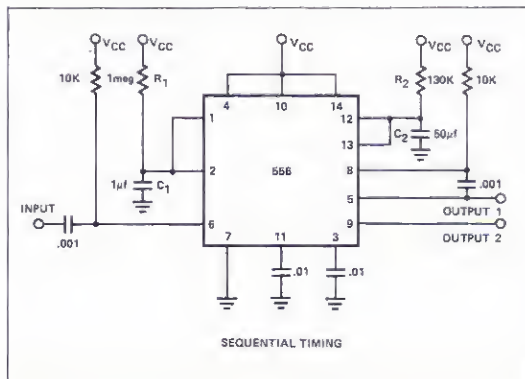 VCC VCC VCC VCC VCC
10K 1meg R1 R2 130K 10K
4 10 14
1 12
C2 50µf
13
2 556 8
1µf C1
.001
5
INPUT OUTPUT 1
6 9
.001 OUTPUT 2
7 11 3
.01 .01
SEQUENTIAL TIMING